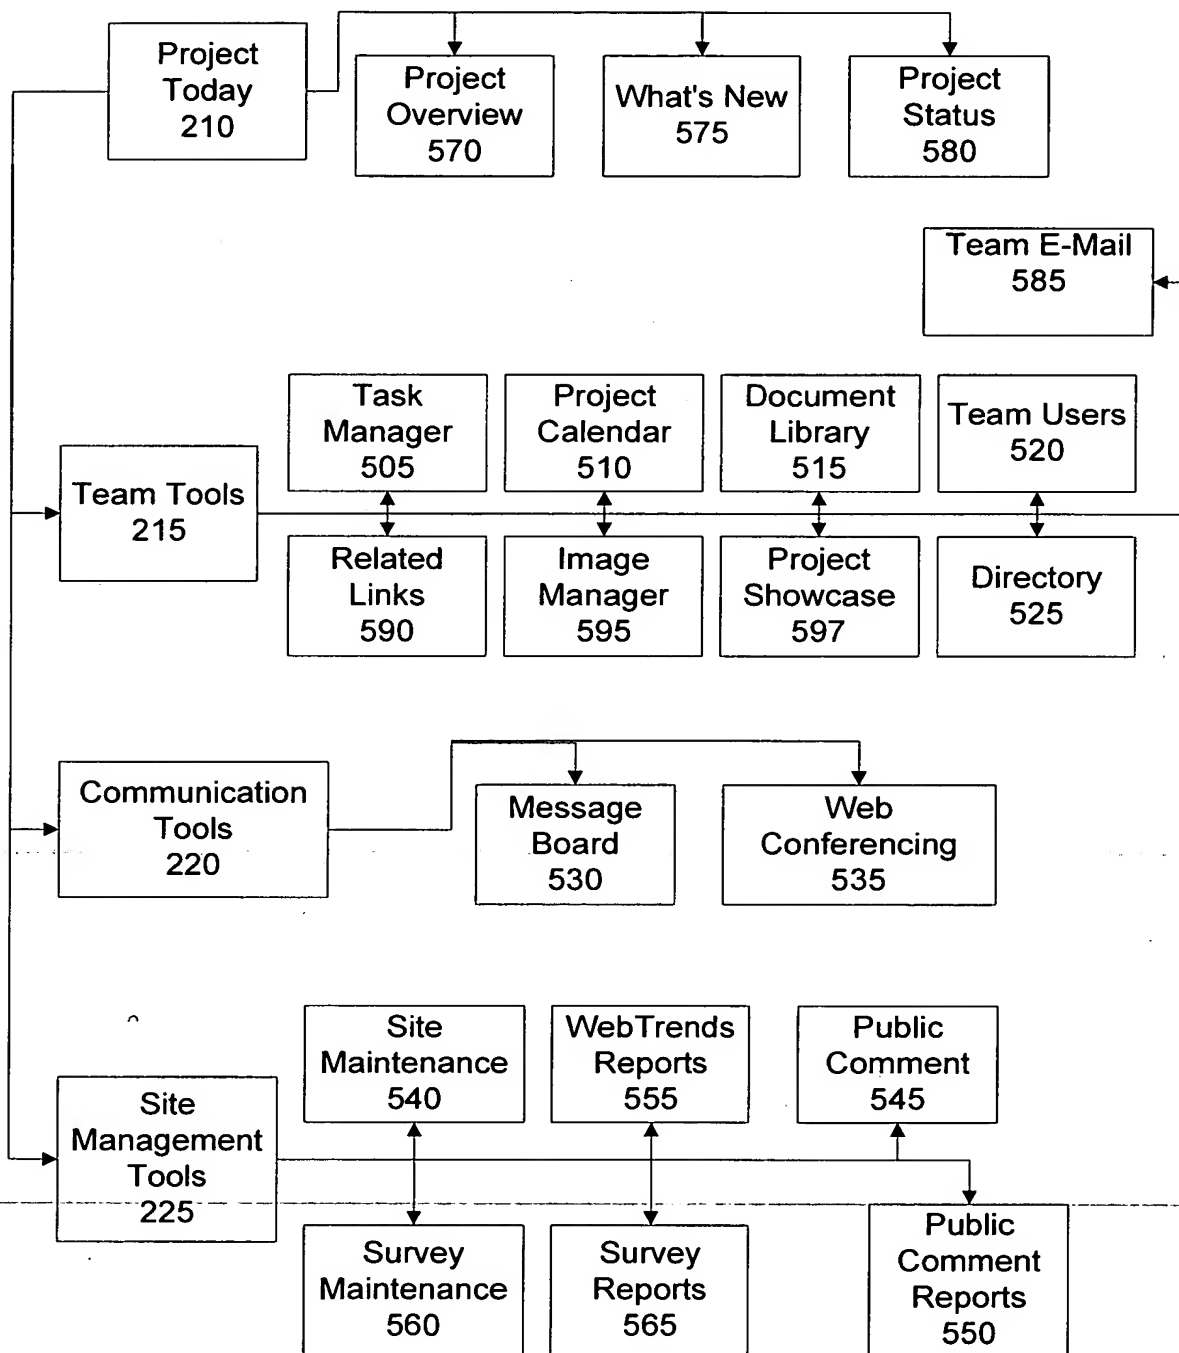 Project
Today
210
Project
Overview
570
What's New
575
Project
Status
580
Team E-Mail
585
Task
Manager
505
Project
Calendar
510
Document
Library
515
Team Users
520
Team Tools
215
Related
Links
590
Image
Manager
595
Project
Showcase
597
Directory
525
Communication
Tools
220
Message
Board
530
Web
Conferencing
535
Site
Maintenance
540
WebTrends
Reports
555
Public
Comment
545
Site
Management
Tools
225
Survey
Maintenance
560
Survey
Reports
565
Public
Comment
Reports
550